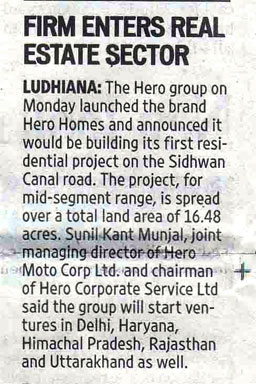 FIRM ENTERS REAL
ESTATE SECTOR
LUDHIANA: The Hero group on
Monday launched the brand
Hero Homes and announced it
would be building its first resi-
dential project on the Sidhwan
Canal road. The project, for
mid-segment range, is spread
over a total land area of 16.48
acres. Sunil Kant Munjal, joint
managing director of Hero
Moto Corp Ltd. and chairman
of Hero Corporate Service Ltd
said the group will start ven-
tures in Delhi, Haryana,
Himachal Pradesh, Rajasthan
and Uttarakhand as well.